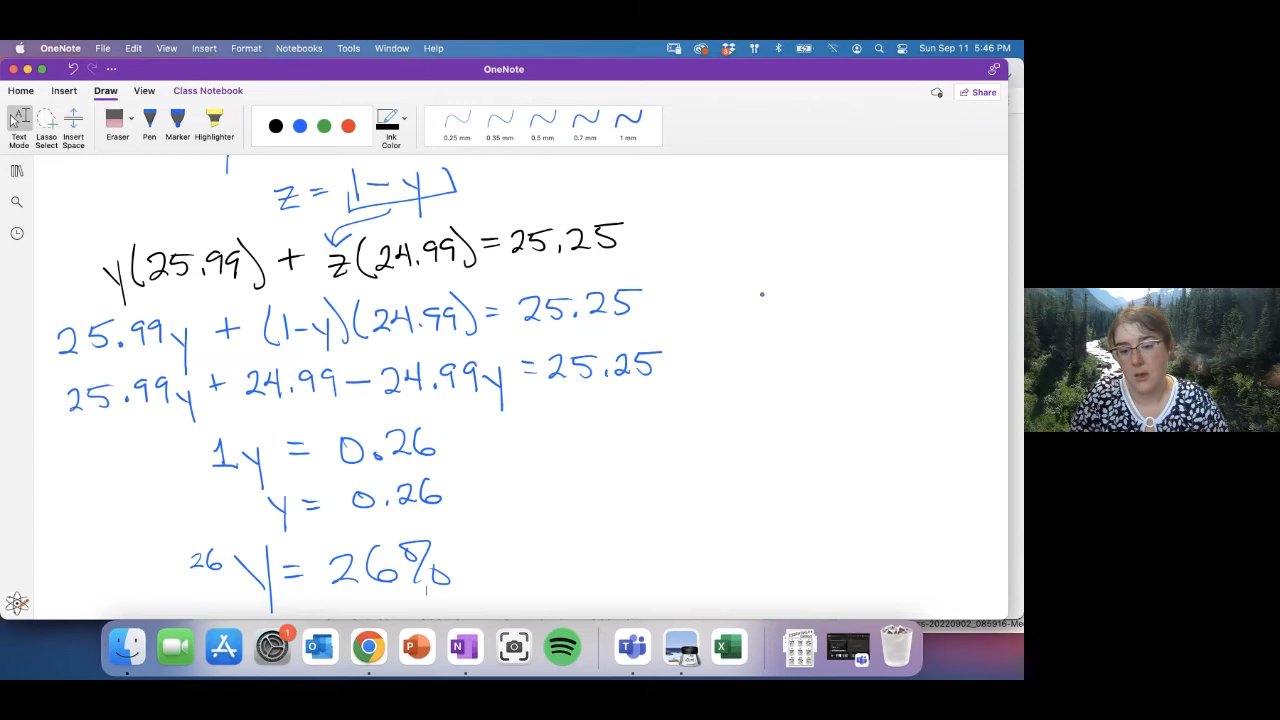 OneNote File Edit View Insert Format Notebooks Tools Window Help Sun Sep 11 5:46 PM
OneNote
Home Insert Draw View Class Notebook Share
Text Mode Lasso Select Insert Space Eraser Pen Marker Highlighter Ink Color 0.25 mm 0.35 mm 0.5 mm 0.7 mm 1 mm
z = 1 - y
y(25.99) + z(24.99) = 25.25
25.99y + (1-y)(24.99) = 25.25
25.99y + 24.99 - 24.99y = 25.25
1y = 0.26
y = 0.26
26 y = 26%
1